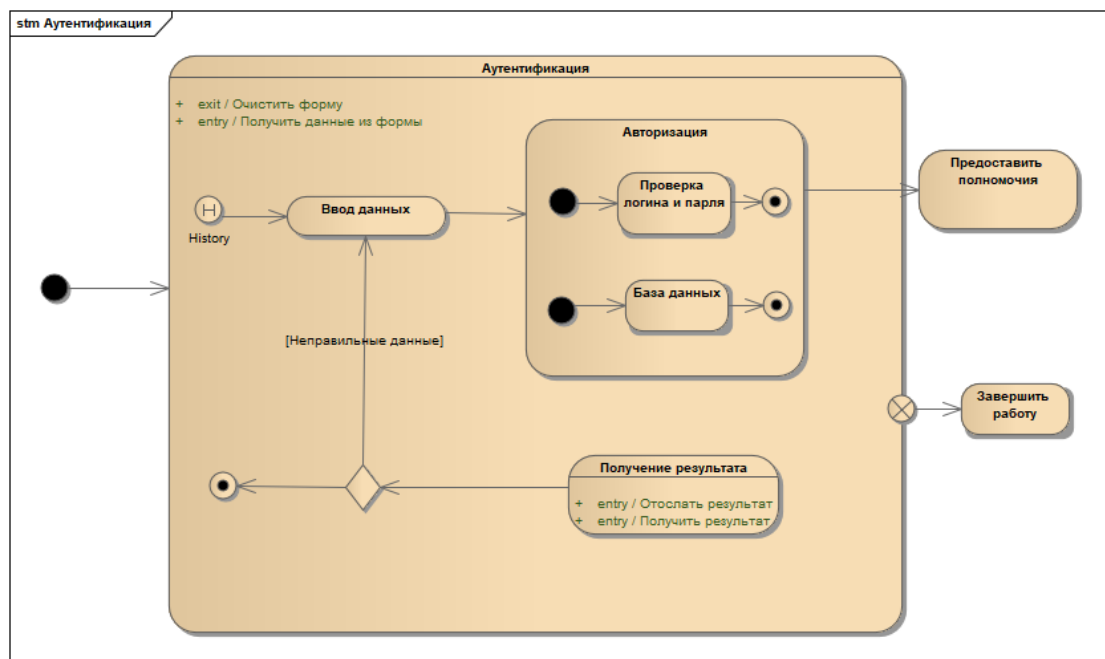 stm Аутентификация
Аутентификация
+ exit / Очистить форму
+ entry / Получить данные из формы
Авторизация
Предоставить
полномочия
Проверка
логина и парля
Ввод данных
H
History
База данных
[Неправильные данные]
Завершить
работу
Получение результата
+ entry / Отослать результат
+ entry / Получить результат